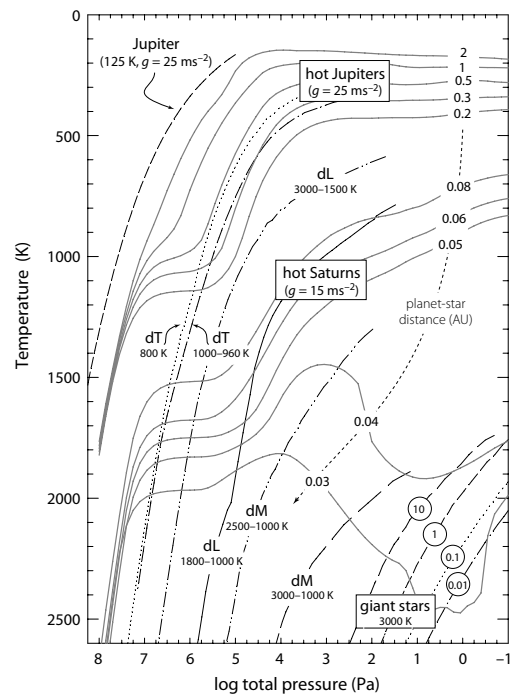 0
500
1000
1500
2000
2500
Temperature (K)
Jupiter
(125 K, g = 25 ms⁻²)
hot Jupiters
(g = 25 ms⁻²)
2
1
0.5
0.3
0.2
dL
3000–1500 K
0.08
0.06
0.05
hot Saturns
(g = 15 ms⁻²)
planet-star
distance (AU)
dT
800 K
dT
1000–960 K
0.04
0.03
dM
2500–1000 K
dL
1800–1000 K
dM
3000–1000 K
10
1
0.1
0.01
giant stars
3000 K
8 7 6 5 4 3 2 1 0 –1
log total pressure (Pa)